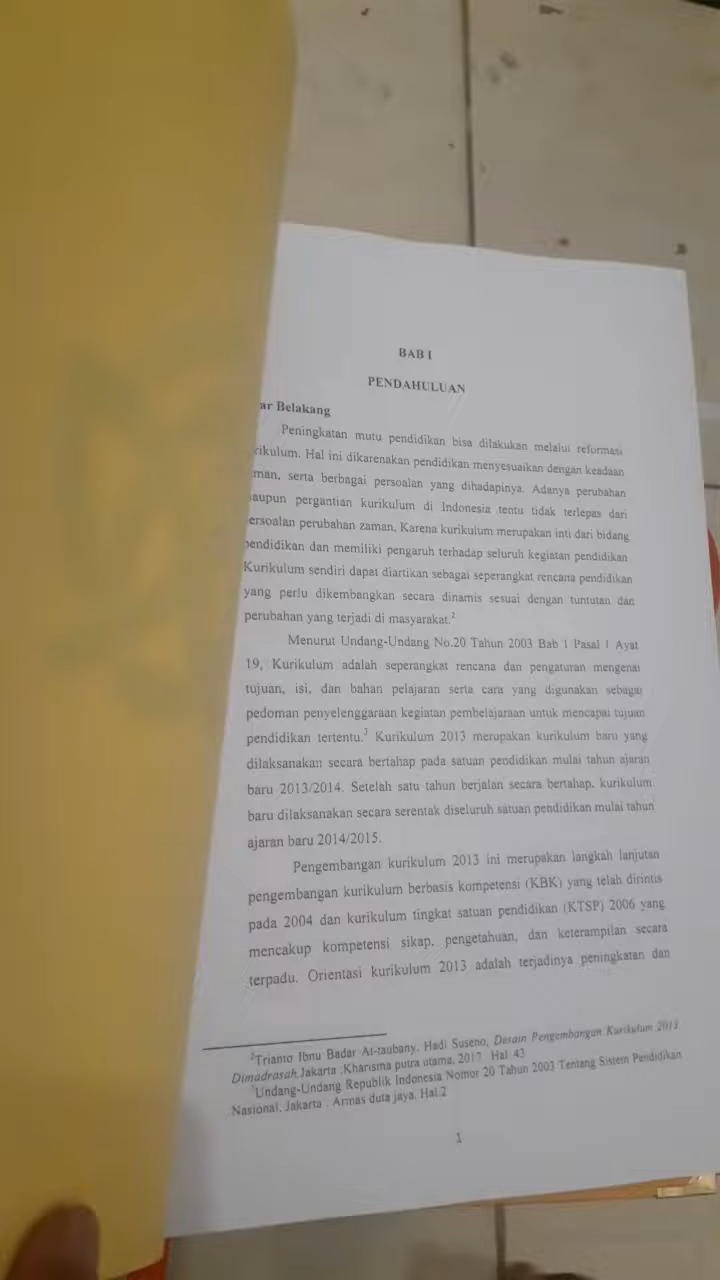 BAB I
PENDAHULUAN
ar Belakang
Peningkatan mutu pendidikan bisa dilakukan melalui reformasi
rikulum. Hal ini dikarenakan pendidikan menyesuaikan dengan keadaan
man, serta berbagai persoalan yang dihadapinya. Adanya perubahan
aupun pergantian kurikulum di Indonesia tentu tidak terlepas dari
ersoalan perubahan zaman, Karena kurikulum merupakan inti dari bidang
pendidikan dan memiliki pengaruh terhadap seluruh kegiatan pendidikan
Kurikulum sendiri dapat diartikan sebagai seperangkat rencana pendidikan
yang perlu dikembangkan secara dinamis sesuai dengan tuntutan dan
perubahan yang terjadi di masyarakat.²
Menurut Undang-Undang No.20 Tahun 2003 Bab 1 Pasal 1 Ayat
19, Kurikulum adalah seperangkat rencana dan pengaturan mengenai
tujuan, isi, dan bahan pelajaran serta cara yang digunakan sebagai
pedoman penyelenggaraan kegiatan pembelajaraan untuk mencapai tujuan
pendidikan tertentu.³ Kurikulum 2013 merupakan kurikulum baru yang
dilaksanakan secara bertahap pada satuan pendidikan mulai tahun ajaran
baru 2013/2014. Setelah satu tahun berjalan secara bertahap, kurikulum
baru dilaksanakan secara serentak diseluruh satuan pendidikan mulai tahun
ajaran baru 2014/2015.
Pengembangan kurikulum 2013 ini merupakan langkah lanjutan
pengembangan kurikulum berbasis kompetensi (KBK) yang telah dirintis
pada 2004 dan kurikulum tingkat satuan pendidikan (KTSP) 2006 yang
mencakup kompetensi sikap, pengetahuan, dan keterampilan secara
terpadu. Orientasi kurikulum 2013 adalah terjadinya peningkatan dan
²Trianto Ibnu Badar At-taubany, Hadi Suseno, Desain Pengembangan Kurikulum 2013
Dimadrasah,Jakarta ,Kharisma putra utama, 2017 Hal 43
³Undang-Undang Republik Indonesia Nomor 20 Tahun 2003 Tentang Sistem Pendidikan
Nasional, Jakarta . Armas duta jaya, Hal.2
1